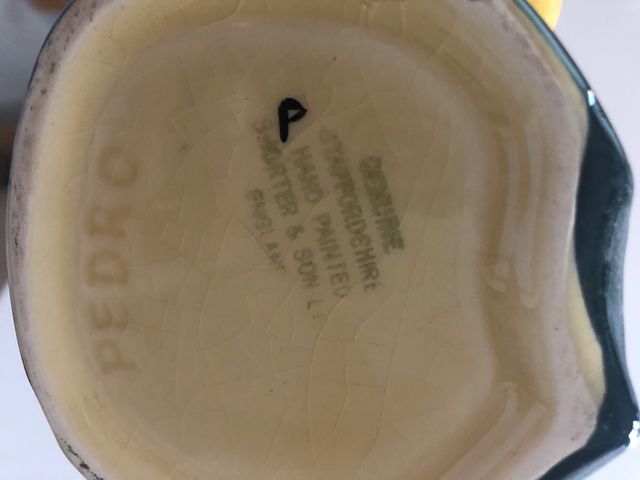 GENUINE
STAFFORDSHIRE
HAND PAINTED
SHORTER & SON L
ENGLAND
P
PEDRO